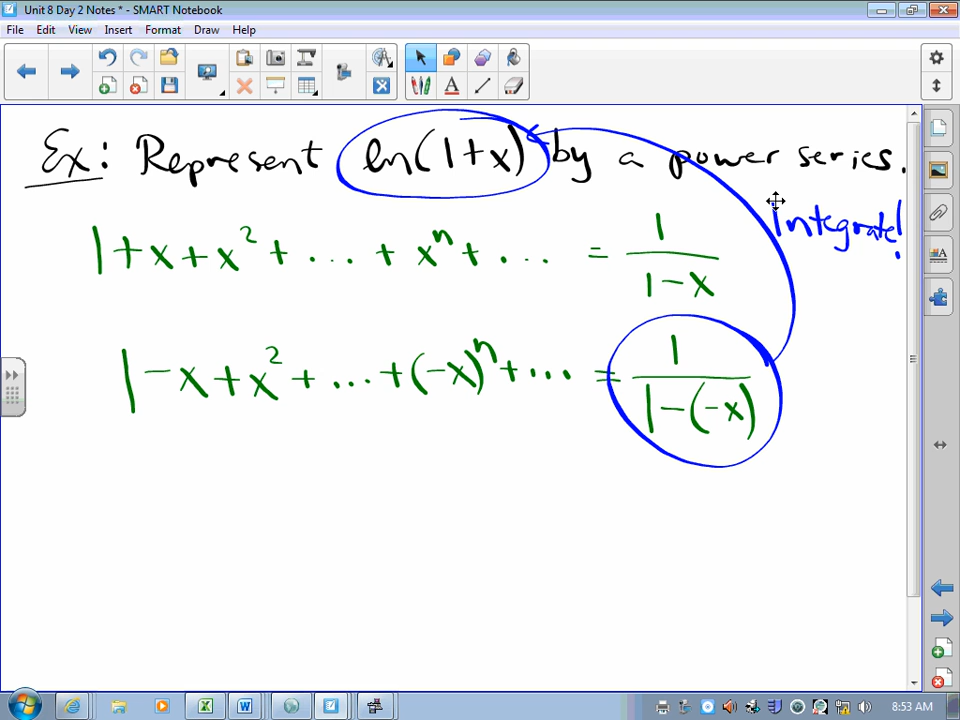 Unit 8 Day 2 Notes * - SMART Notebook
File Edit View Insert Format Draw Help
Ex: Represent ln(1+x) by a power series.
Integrate!
1+x+x²+...+xⁿ+... = 1/(1-x)
1-x+x²+...+(-x)ⁿ+... = 1/(1-(-x))
8:53 AM